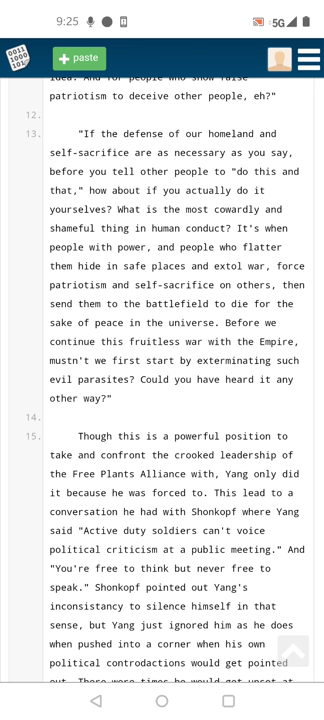 9:25
5G
0011
1000
101
+ paste
patriotism to deceive other people, eh?"
12.
13. "If the defense of our homeland and
self-sacrifice are as necessary as you say,
before you tell other people to "do this and
that," how about if you actually do it
yourselves? What is the most cowardly and
shameful thing in human conduct? It's when
people with power, and people who flatter
them hide in safe places and extol war, force
patriotism and self-sacrifice on others, then
send them to the battlefield to die for the
sake of peace in the universe. Before we
continue this fruitless war with the Empire,
mustn't we first start by exterminating such
evil parasites? Could you have heard it any
other way?"
14.
15. Though this is a powerful position to
take and confront the crooked leadership of
the Free Plants Alliance with, Yang only did
it because he was forced to. This lead to a
conversation he had with Shonkopf where Yang
said "Active duty soldiers can't voice
political criticism at a public meeting." And
"You're free to think but never free to
speak." Shonkopf pointed out Yang's
inconsistancy to silence himself in that
sense, but Yang just ignored him as he does
when pushed into a corner when his own
political controdactions would get pointed
out. There were times he would get upset at